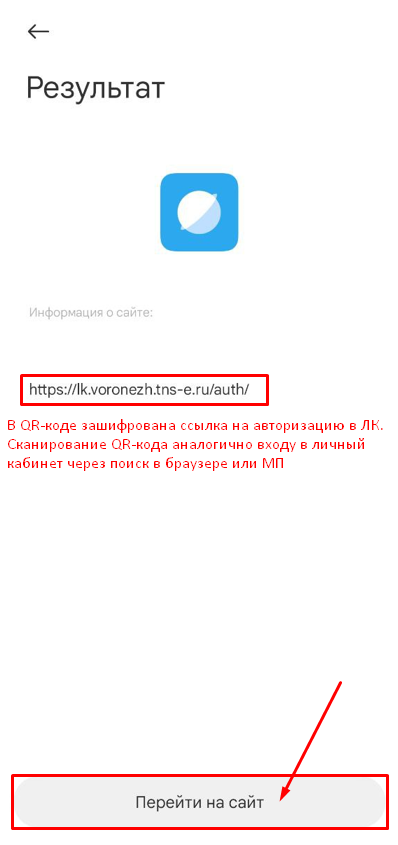 Результат
Информация о сайте:
https://lk.voronezh.tns-e.ru/auth/
В QR-коде зашифрована ссылка на авторизацию в ЛК.
Сканирование QR-кода аналогично входу в личный
кабинет через поиск в браузере или МП
Перейти на сайт